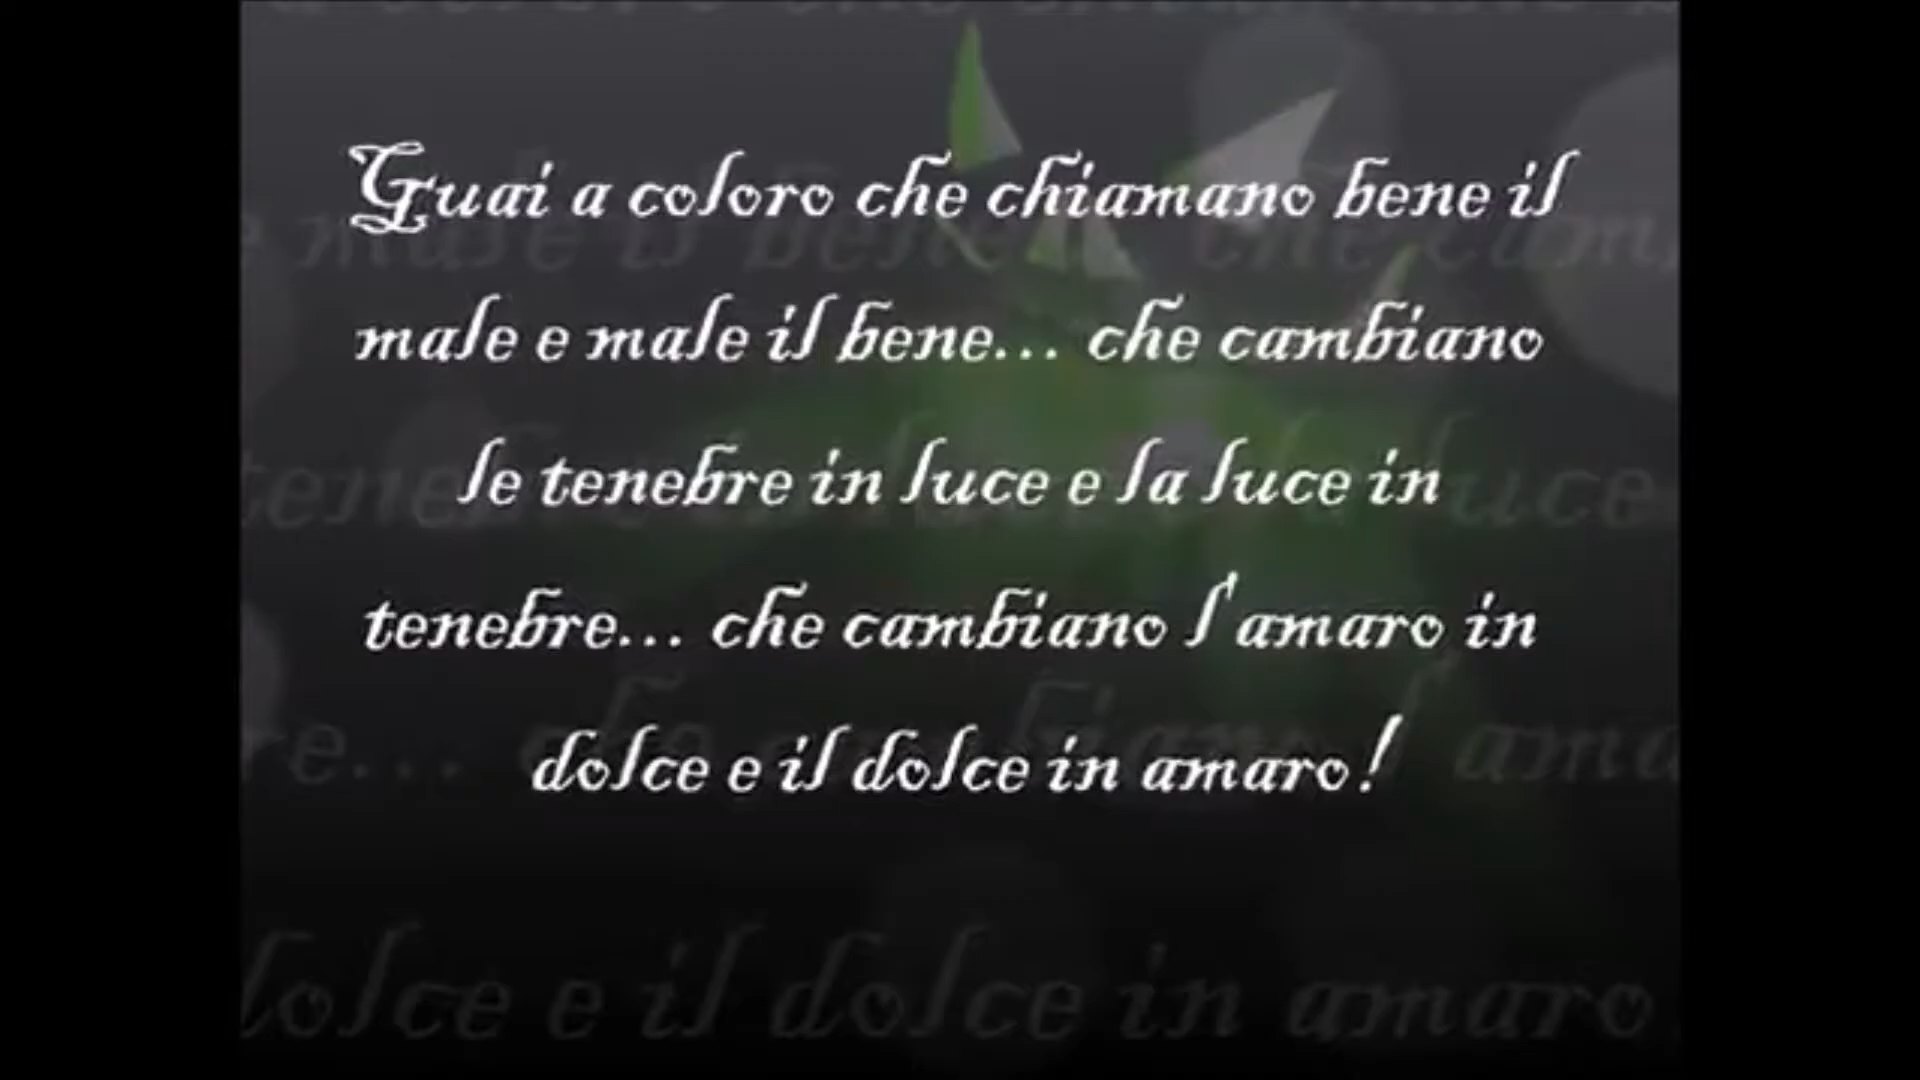 Guai a coloro che chiamano bene il
male e male il bene... che cambiano
le tenebre in luce e la luce in
tenebre... che cambiano l'amaro in
dolce e il dolce in amaro!